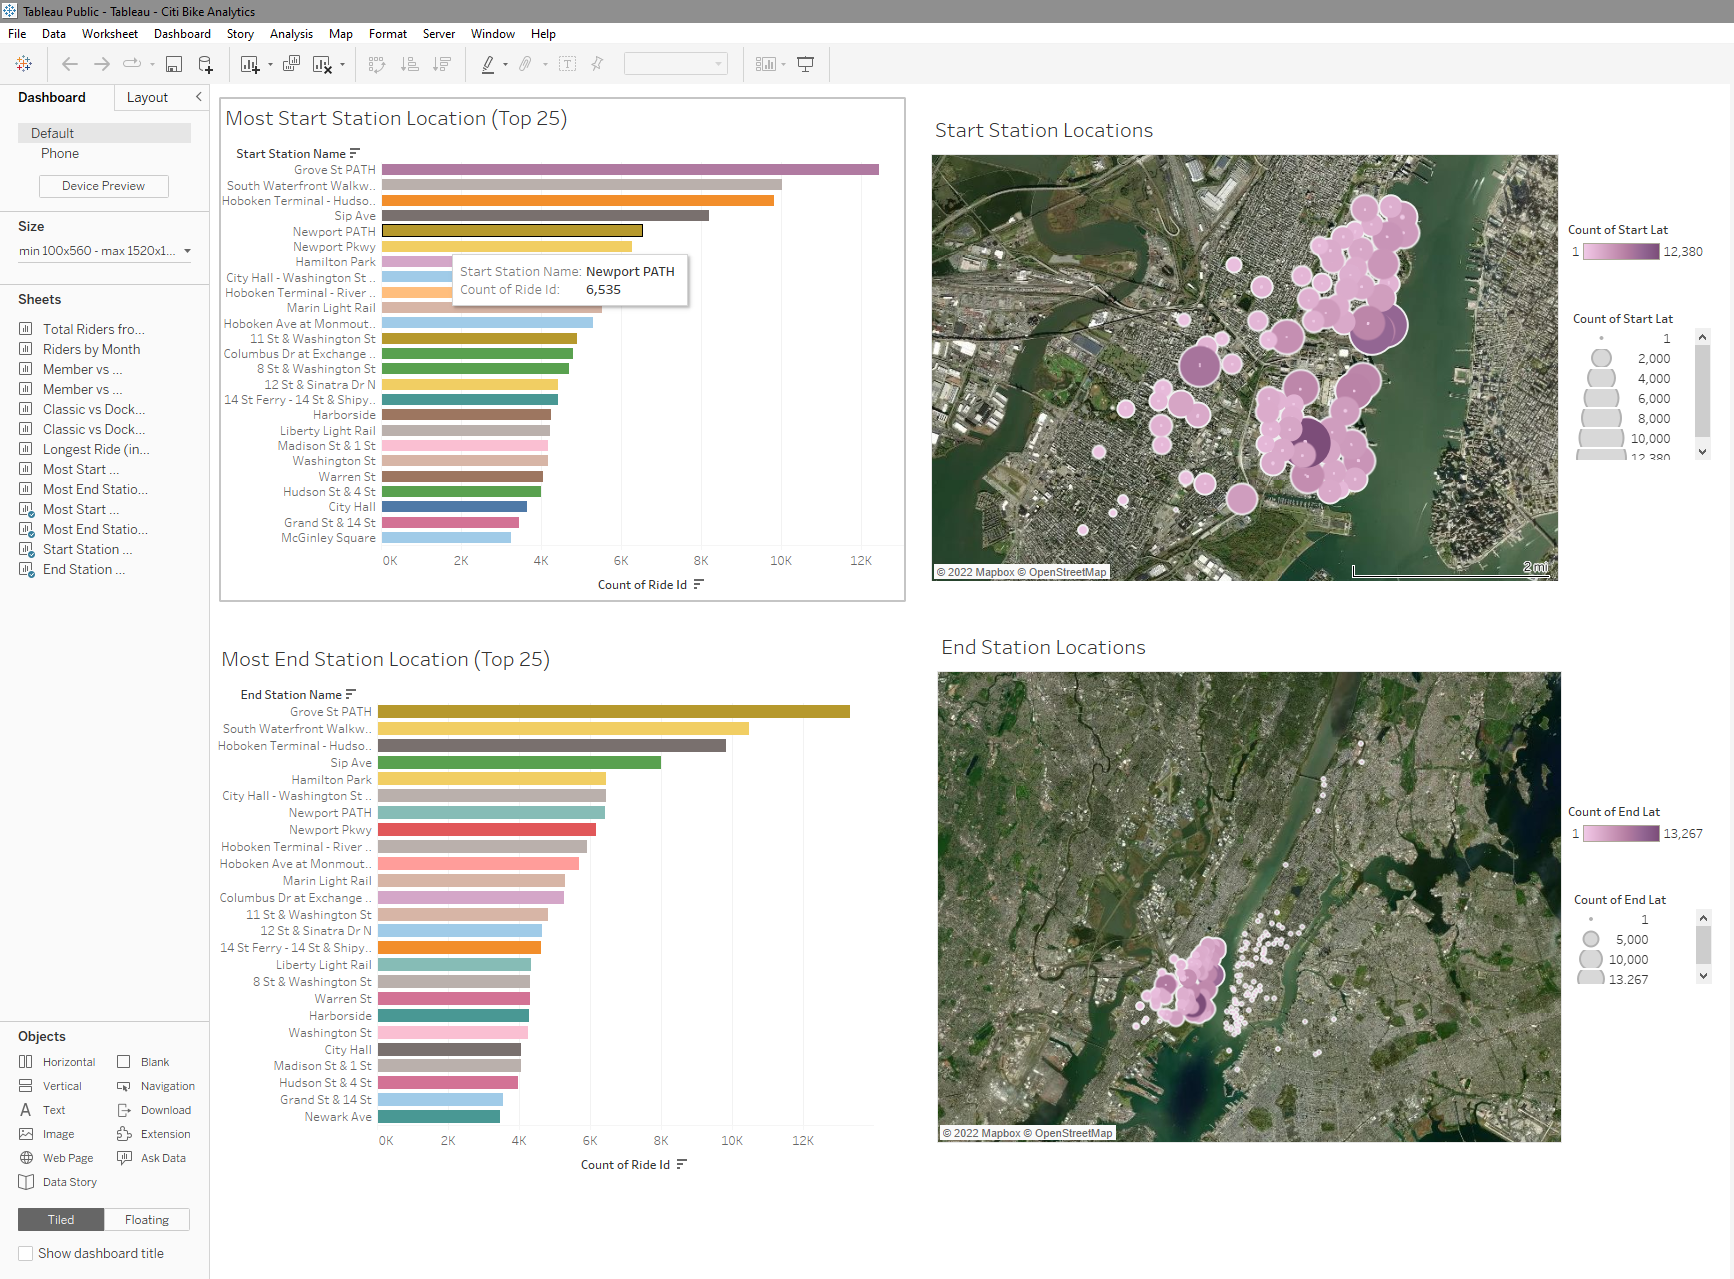 Tableau Public - Tableau - Citi Bike Analytics
File Data Worksheet Dashboard Story Analysis Map Format Server Window Help
Dashboard Layout
Default
Phone
Device Preview
Size
min 100x560 - max 1520x1...
Sheets
Total Riders fro...
Riders by Month
Member vs ...
Member vs ...
Classic vs Dock...
Classic vs Dock...
Longest Ride (in...
Most Start ...
Most End Statio...
Most Start ...
Most End Statio...
Start Station ...
End Station ...
Objects
Horizontal Blank
Vertical Navigation
Text Download
Image Extension
Web Page Ask Data
Data Story
Tiled Floating
Show dashboard title
Most Start Station Location (Top 25)
Start Station Name
Grove St PATH
South Waterfront Walkw..
Hoboken Terminal - Hudso..
Sip Ave
Newport PATH
Newport Pkwy
Hamilton Park
City Hall - Washington St ..
Hoboken Terminal - River ..
Marin Light Rail
Hoboken Ave at Monmout..
11 St & Washington St
Columbus Dr at Exchange ..
8 St & Washington St
12 St & Sinatra Dr N
14 St Ferry - 14 St & Shipy..
Harborside
Liberty Light Rail
Madison St & 1 St
Washington St
Warren St
Hudson St & 4 St
City Hall
Grand St & 14 St
McGinley Square
0K 2K 4K 6K 8K 10K 12K
Count of Ride Id
Start Station Name: Newport PATH
Count of Ride Id: 6,535
Start Station Locations
© 2022 Mapbox © OpenStreetMap
2 mi
Count of Start Lat
1 12,380
Count of Start Lat
1
2,000
4,000
6,000
8,000
10,000
12,380
Most End Station Location (Top 25)
End Station Name
Grove St PATH
South Waterfront Walkw..
Hoboken Terminal - Hudso..
Sip Ave
Hamilton Park
City Hall - Washington St ..
Newport PATH
Newport Pkwy
Hoboken Terminal - River ..
Hoboken Ave at Monmout..
Marin Light Rail
Columbus Dr at Exchange ..
11 St & Washington St
12 St & Sinatra Dr N
14 St Ferry - 14 St & Shipy..
Liberty Light Rail
8 St & Washington St
Warren St
Harborside
Washington St
City Hall
Madison St & 1 St
Hudson St & 4 St
Grand St & 14 St
Newark Ave
0K 2K 4K 6K 8K 10K 12K
Count of Ride Id
End Station Locations
© 2022 Mapbox © OpenStreetMap
Count of End Lat
1 13,267
Count of End Lat
1
5,000
10,000
13,267